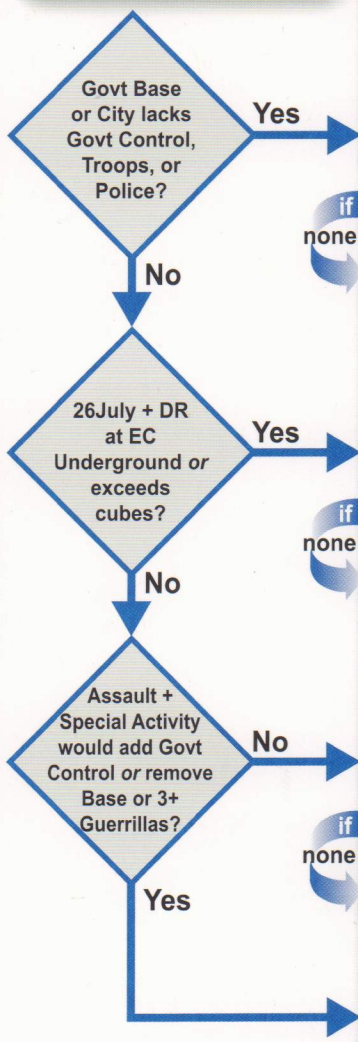 Govt Base
or City lacks
Govt Control,
Troops, or
Police?
Yes
if
none
No
26July + DR
at EC
Underground or
exceeds
cubes?
Yes
if
none
No
Assault +
Special Activity
would add Govt
Control or remove
Base or 3+
Guerrillas?
No
if
none
Yes